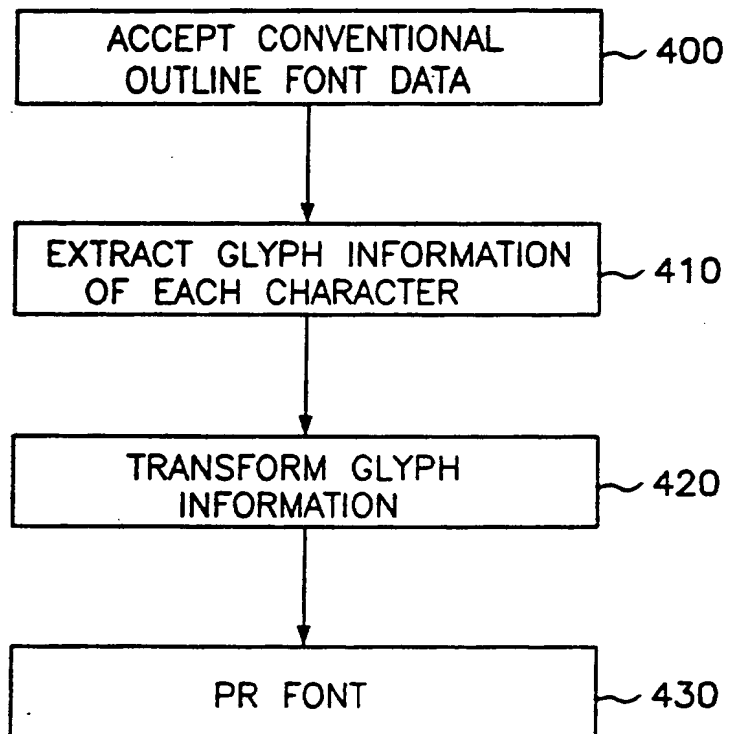 ACCEPT CONVENTIONAL
OUTLINE FONT DATA
400
EXTRACT GLYPH INFORMATION
OF EACH CHARACTER
410
TRANSFORM GLYPH
INFORMATION
420
PR FONT
430